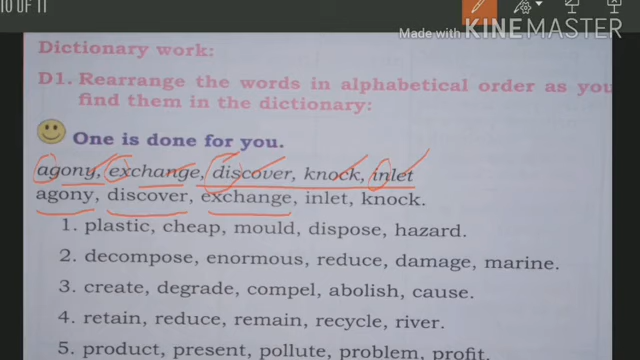 10 OF 11
Made with KINEMASTER
Dictionary work:
D1. Rearrange the words in alphabetical order as you
find them in the dictionary:
One is done for you.
agony, exchange, discover, knock, inlet
agony, discover, exchange, inlet, knock.
1. plastic, cheap, mould, dispose, hazard.
2. decompose, enormous, reduce, damage, marine.
3. create, degrade, compel, abolish, cause.
4. retain, reduce, remain, recycle, river.
5. product, present, pollute, problem, profit.